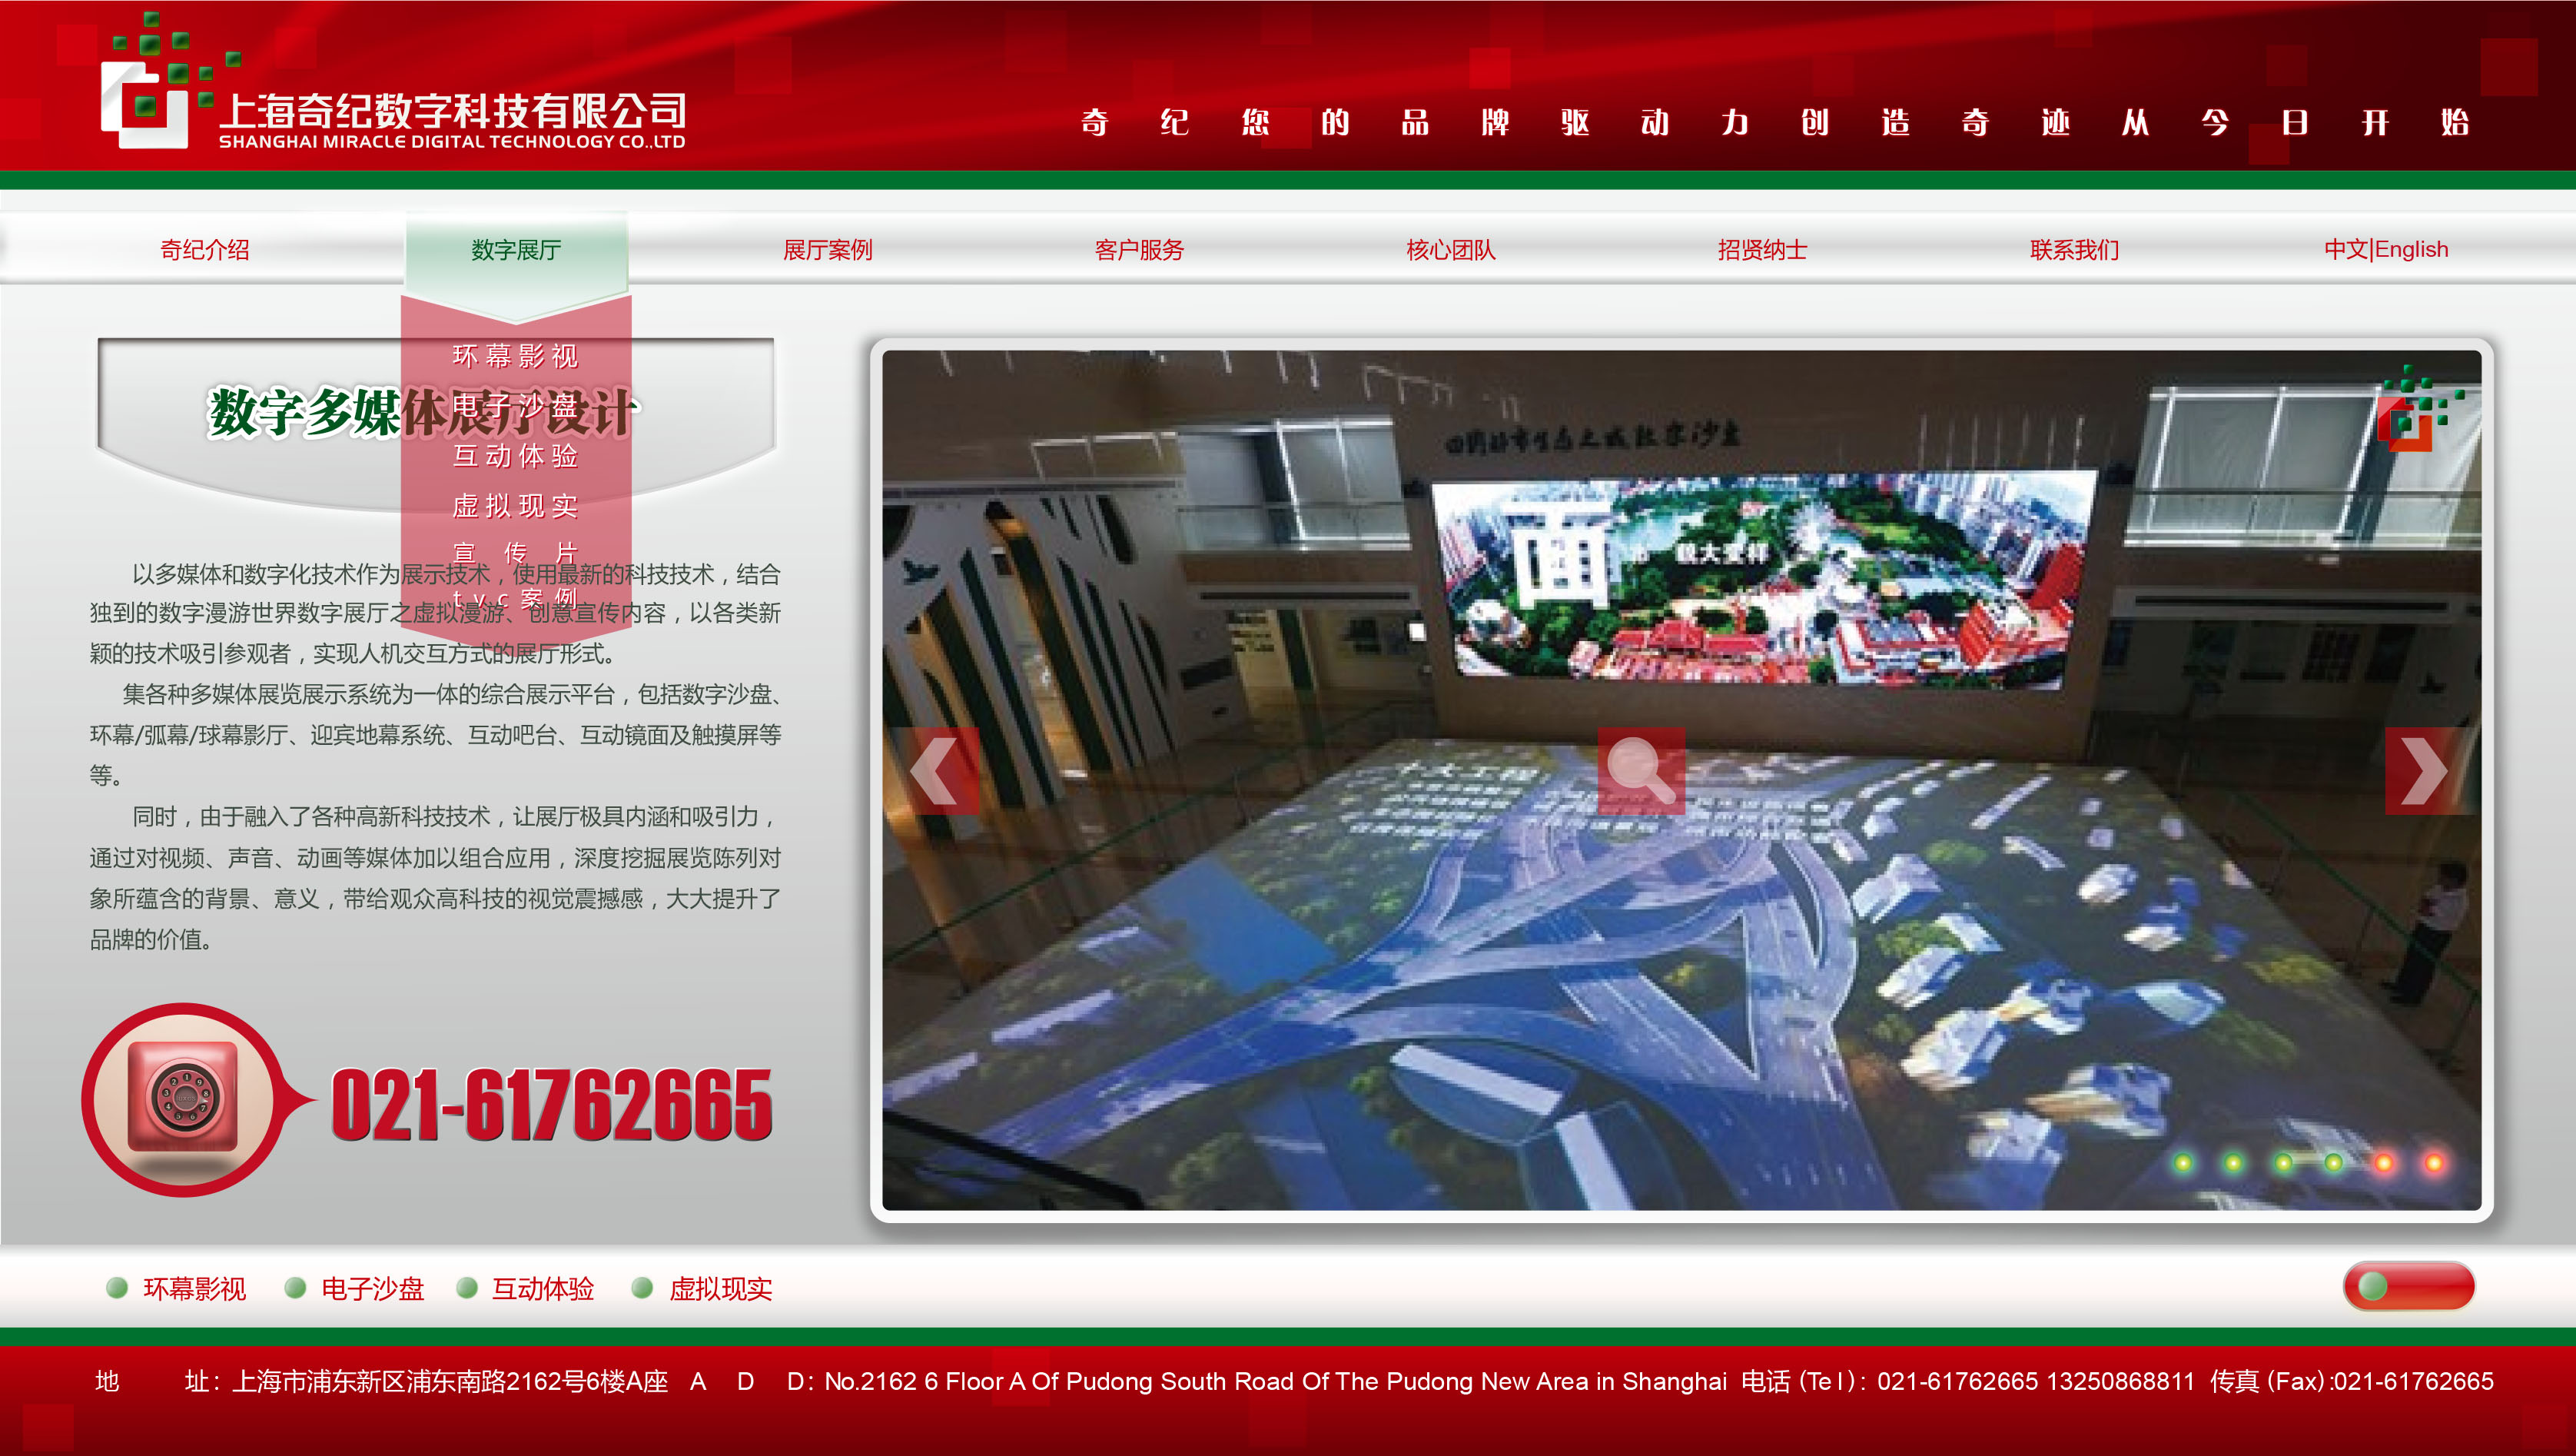 上海奇纪数字科技有限公司
SHANGHAI MIRACLE DIGITAL TECHNOLOGY CO.,LTD
奇纪您的品牌驱动力创造奇迹从今日开始
奇纪介绍 数字展厅 展厅案例 客户服务 核心团队 招贤纳士 联系我们 中文|English
环幕影视
电子沙盘
互动体验
虚拟现实
宣传片
tvc案例
数字多媒体展厅设计
以多媒体和数字化技术作为展示技术，使用最新的科技技术，结合
独到的数字漫游世界数字展厅之虚拟漫游、创意宣传内容，以各类新
颖的技术吸引参观者，实现人机交互方式的展厅形式。
集各种多媒体展览展示系统为一体的综合展示平台，包括数字沙盘、
环幕/弧幕/球幕影厅、迎宾地幕系统、互动吧台、互动镜面及触摸屏等
等。
同时，由于融入了各种高新科技技术，让展厅极具内涵和吸引力，
通过对视频、声音、动画等媒体加以组合应用，深度挖掘展览陈列对
象所蕴含的背景、意义，带给观众高科技的视觉震撼感，大大提升了
品牌的价值。
021-61762665
面
十大工程
环幕影视 电子沙盘 互动体验 虚拟现实
地 址：上海市浦东新区浦东南路2162号6楼A座 A D D：No.2162 6 Floor A Of Pudong South Road Of The Pudong New Area in Shanghai 电话（Tel）：021-61762665 13250868811 传真（Fax）:021-61762665